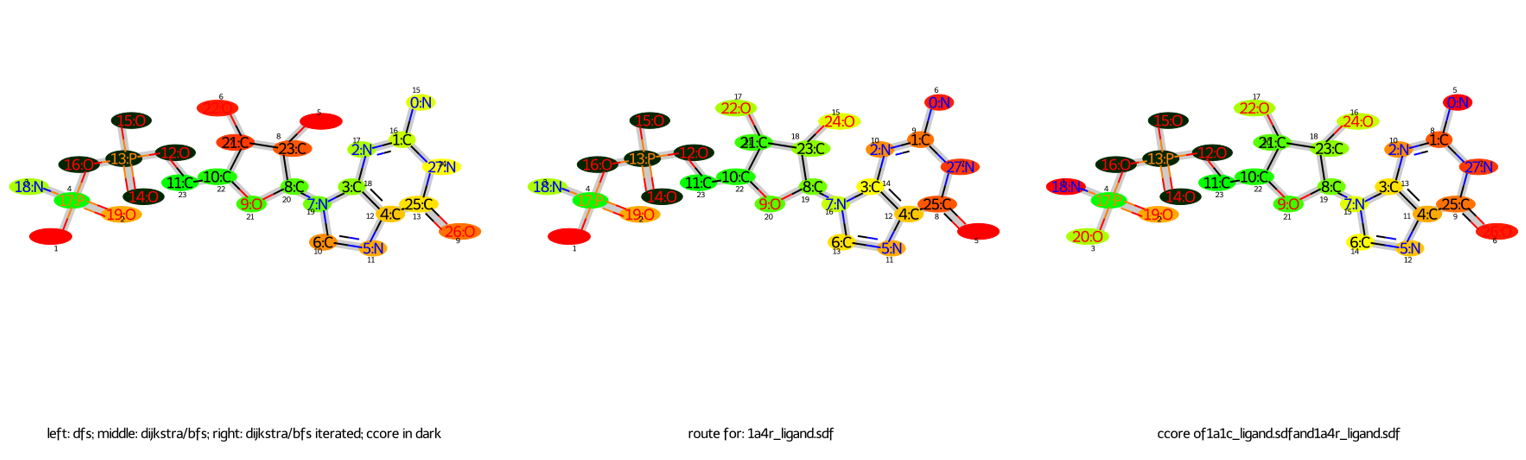 6 5 15
17 16 8
22:O 0:N
15:O 21:C 23:C 2:N 1:C
16:O 13:P 12:O 27:N
18:N 4 11:C 10:C 8:C 3:C 18
17:P 23 22 20 7:N 19
19:O 2 9:O 21 12 4:C 25:C 13
14:O 26:O 9
1 6:C 10 5:N 11
17 15 6
22:O 24:O 0:N
15:O 21:C 18 23:C 10 2:N 9 1:C
16:O 13:P 12:O 27:N
18:N 4 11:C 10:C 8:C 3:C 14
17:P 23 22 19 7:N 16
19:O 2 14:O 9:O 20 12 4:C 25:C 8
1 6:C 13 5:N 11 5
17 16 5
22:O 24:O 0:N
15:O 21:C 18 23:C 10 2:N 8 1:C
16:O 13:P 12:O 27:N
18:N 4 11:C 10:C 8:C 3:C 13
17:P 23 22 19 7:N 15
19:O 2 14:O 9:O 21 11 4:C 25:C 9
20:O 3 6:C 14 5:N 12 26:O 6
left: dfs; middle: dijkstra/bfs; right: dijkstra/bfs iterated; ccore in dark
route for: 1a4r_ligand.sdf
ccore of1a1c_ligand.sdfand1a4r_ligand.sdf